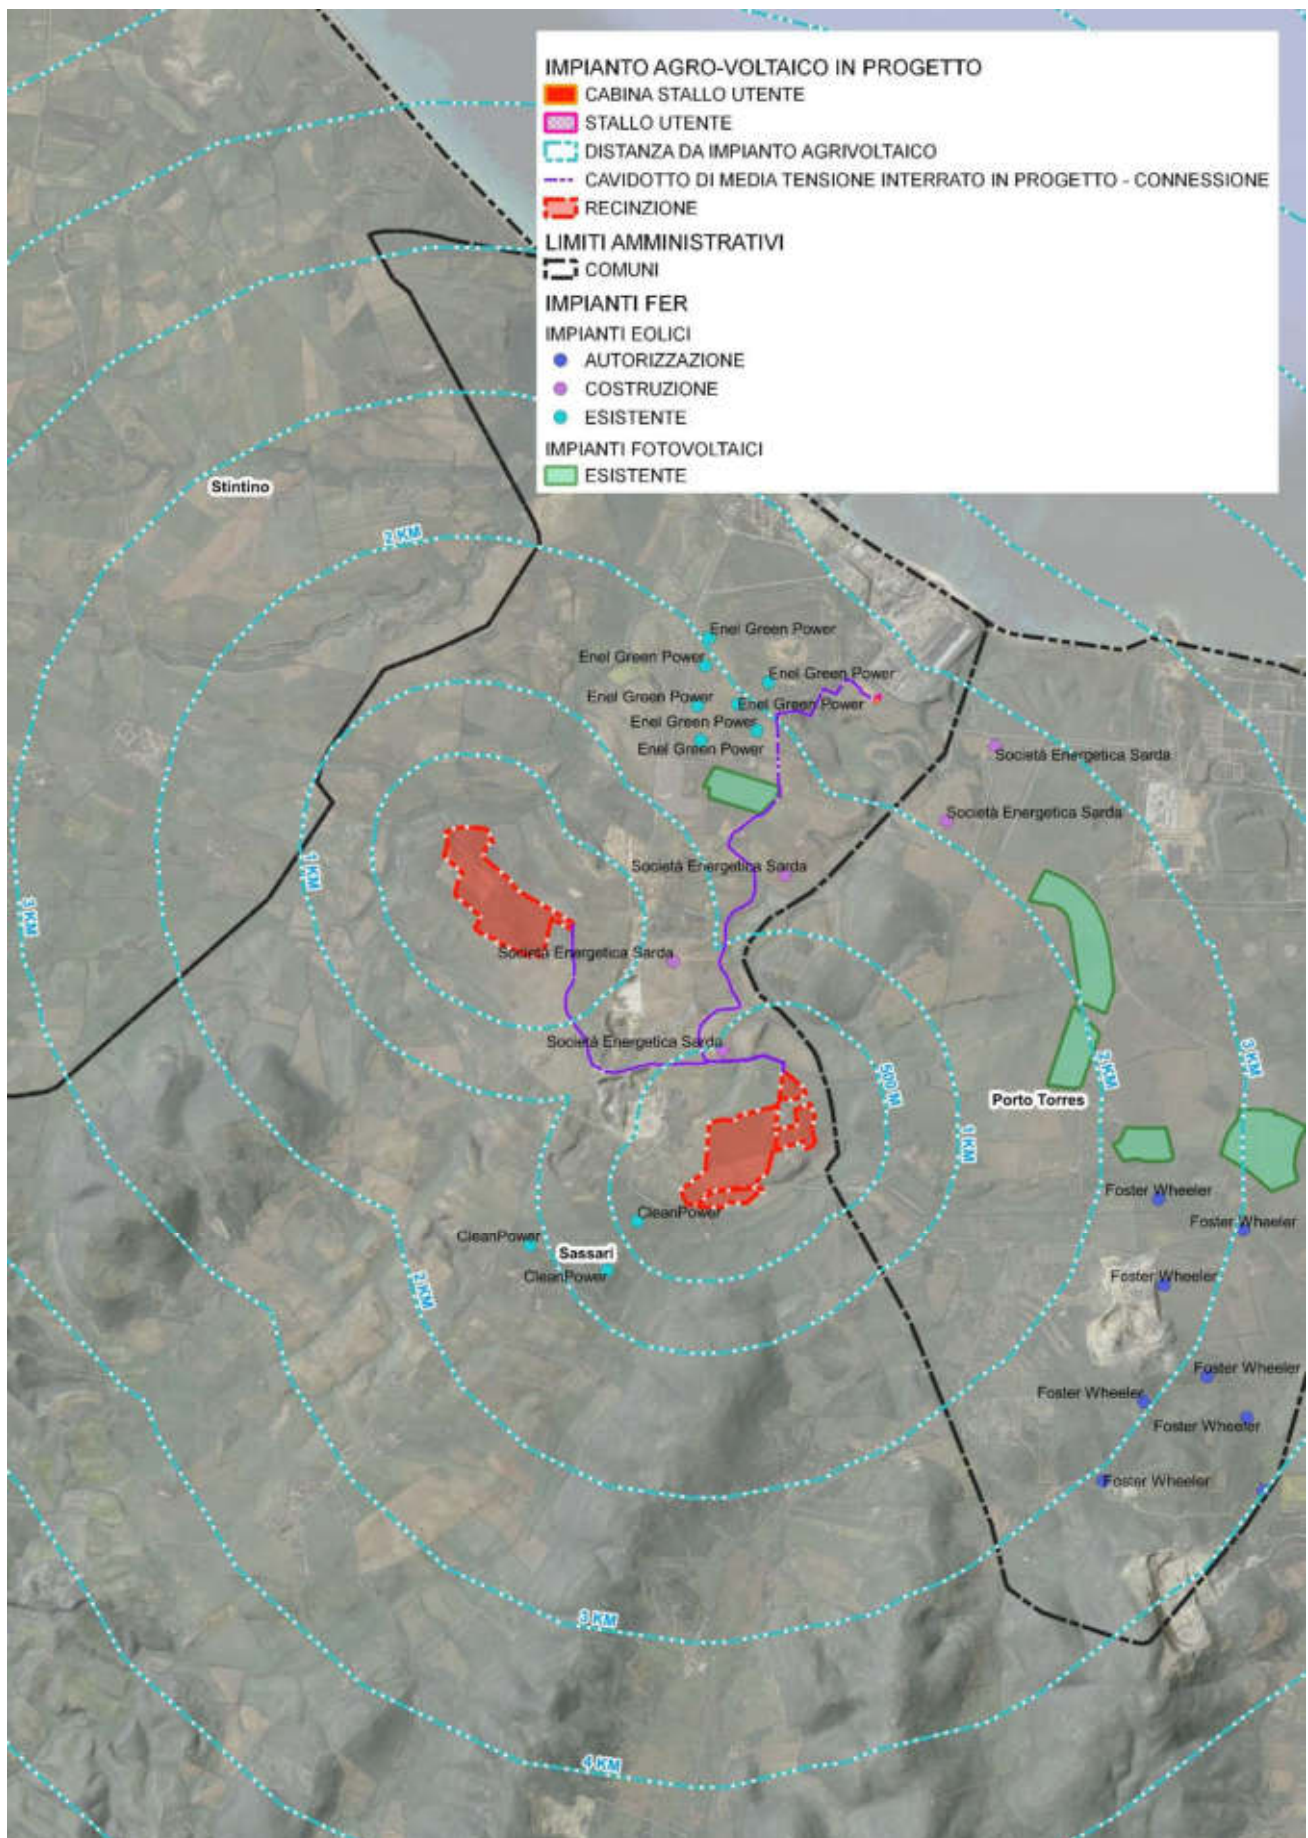 IMPIANTO AGRO-VOLTAICO IN PROGETTO
CABINA STALLO UTENTE
STALLO UTENTE
DISTANZA DA IMPIANTO AGRIVOLTAICO
CAVIDOTTO DI MEDIA TENSIONE INTERRATO IN PROGETTO - CONNESSIONE
RECINZIONE
LIMITI AMMINISTRATIVI
COMUNI
IMPIANTI FER
IMPIANTI EOLICI
AUTORIZZAZIONE
COSTRUZIONE
ESISTENTE
IMPIANTI FOTOVOLTAICI
ESISTENTE
Stintino
2 KM
Enel Green Power
Enel Green Power
Enel Green Power
Enel Green Power
Enel Green Power
Enel Green Power
Enel Green Power
Società Energetica Sarda
Società Energetica Sarda
Società Energetica Sarda
1 KM
3 KM
Società Energetica Sarda
Società Energetica Sarda
500 M
2 KM
3 KM
Porto Torres
1 KM
Foster Wheeler
CleanPower
Foster Wheeler
CleanPower
Sassari
CleanPower
Foster Wheeler
2 KM
Foster Wheeler
Foster Wheeler
Foster Wheeler
Foster Wheeler
3 KM
4 KM